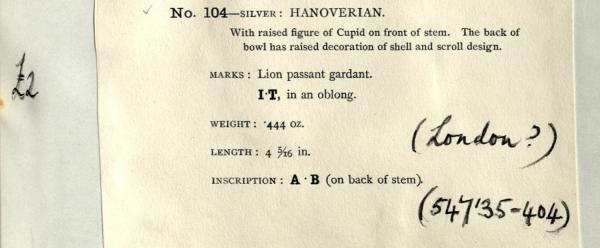 ✓ No. 104—SILVER: HANOVERIAN.
With raised figure of Cupid on front of stem. The back of
bowl has raised decoration of shell and scroll design.
£2
MARKS: Lion passant gardant.
I·T, in an oblong.
WEIGHT: ·444 oz.
(London?)
LENGTH: 4 5/16 in.
INSCRIPTION: A · B (on back of stem).
(547'35-404)